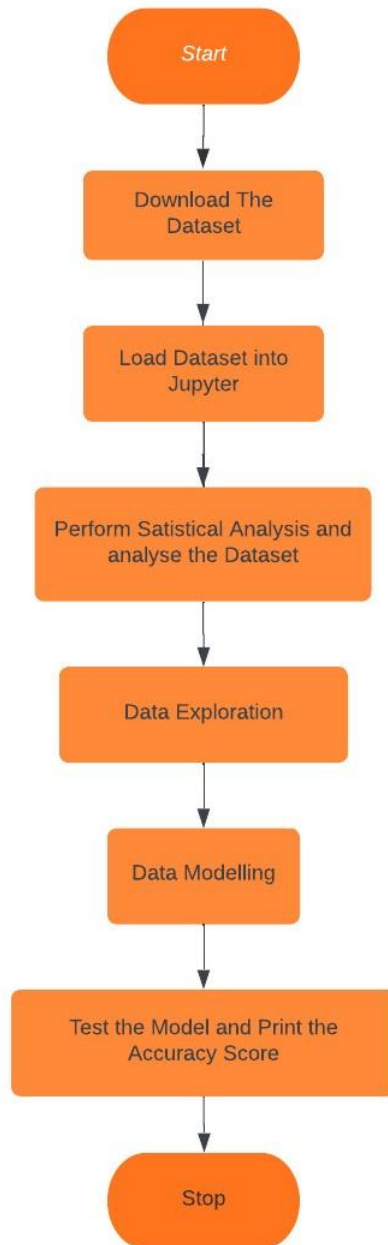 Start
Download The
Dataset
Load Dataset into
Jupyter
Perform Satistical Analysis and
analyse the Dataset
Data Exploration
Data Modelling
Test the Model and Print the
Accuracy Score
Stop